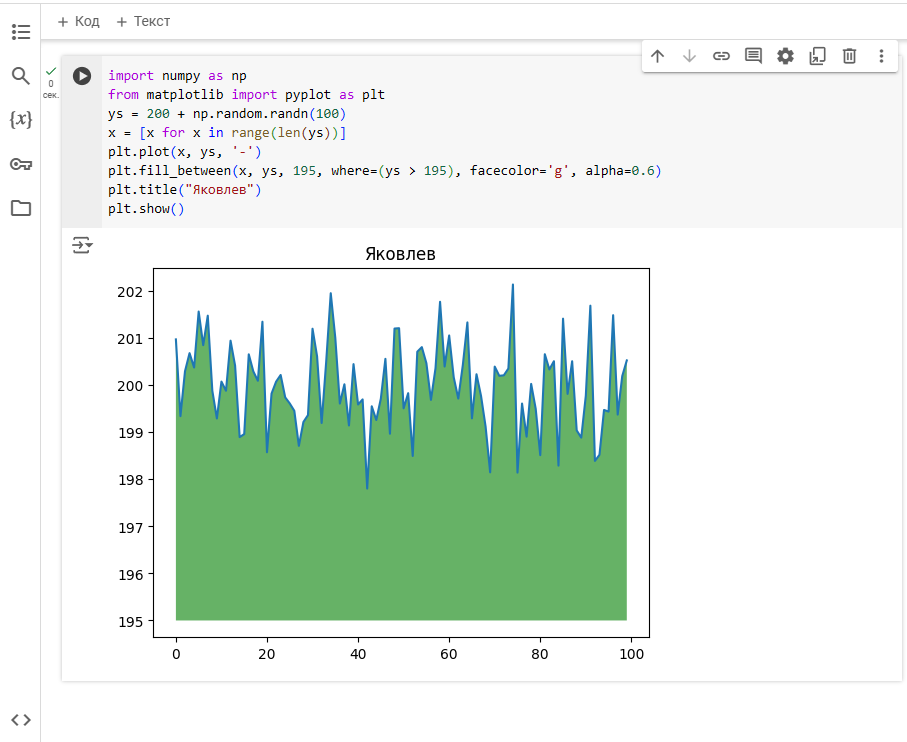 + Код + Текст
0
сек.
import numpy as np
from matplotlib import pyplot as plt
ys = 200 + np.random.randn(100)
x = [x for x in range(len(ys))]
plt.plot(x, ys, '-')
plt.fill_between(x, ys, 195, where=(ys > 195), facecolor='g', alpha=0.6)
plt.title("Яковлев")
plt.show()
Яковлев
202
201
200
199
198
197
196
195
0 20 40 60 80 100